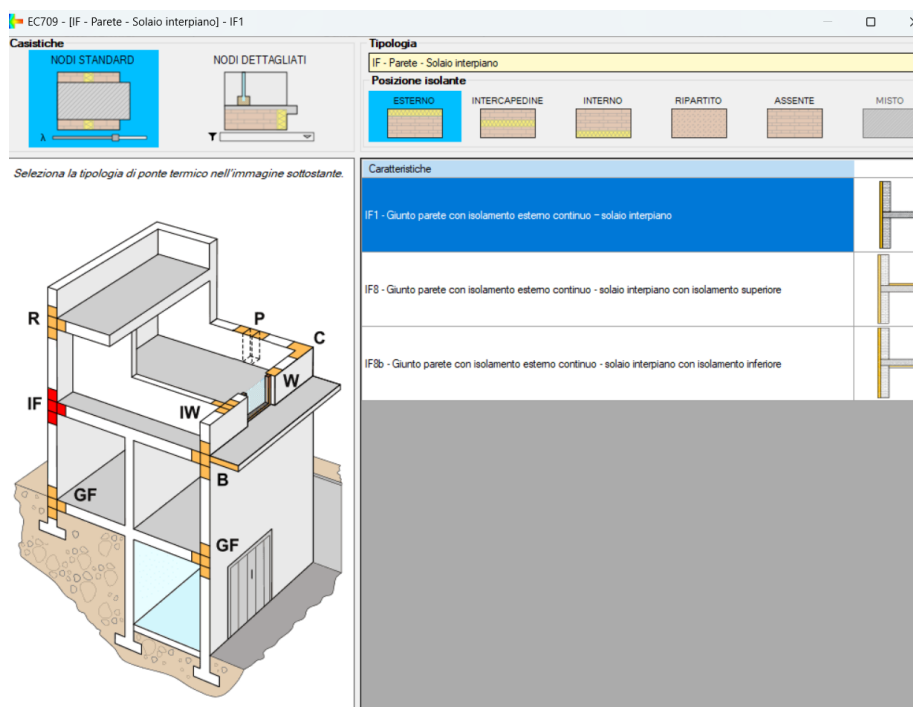 EC709 - [IF - Parete - Solaio interpiano] - IF1
Casistiche
NODI STANDARD
NODI DETTAGLIATI
λ
Tipologia
IF - Parete - Solaio interpiano
Posizione isolante
ESTERNO
INTERCAPEDINE
INTERNO
RIPARTITO
ASSENTE
MISTO
Seleziona la tipologia di ponte termico nell'immagine sottostante.
R
P
C
W
IF
IW
B
GF
GF
Caratteristiche
IF1 - Giunto parete con isolamento esterno continuo – solaio interpiano
IF8 - Giunto parete con isolamento esterno continuo - solaio interpiano con isolamento superiore
IF8b - Giunto parete con isolamento esterno continuo - solaio interpiano con isolamento inferiore